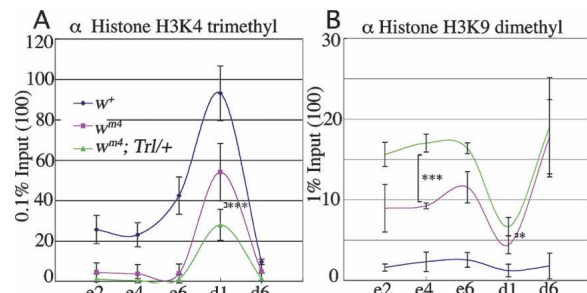 A
α Histone H3K4 trimethyl
120
100
80
60
40
20
0
0.1% Input (100)
w+
wm4
wm4; Trl/+
***
e2 e4 e6 d1 d6
B
α Histone H3K9 dimethyl
30
20
10
0
1% Input (100)
***
**
e2 e4 e6 d1 d6